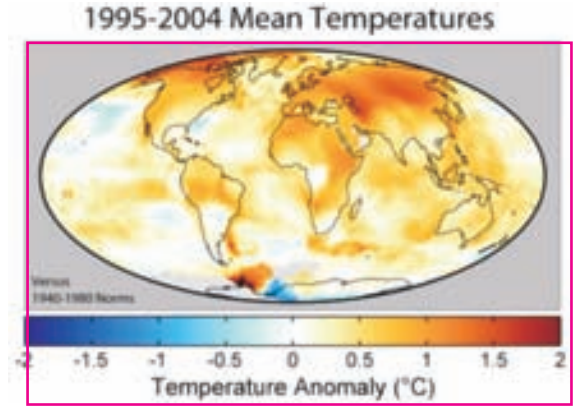 1995-2004 Mean Temperatures
Versus
1940-1980 Norms
-2 -1.5 -1 -0.5 0 0.5 1 1.5 2
Temperature Anomaly (°C)